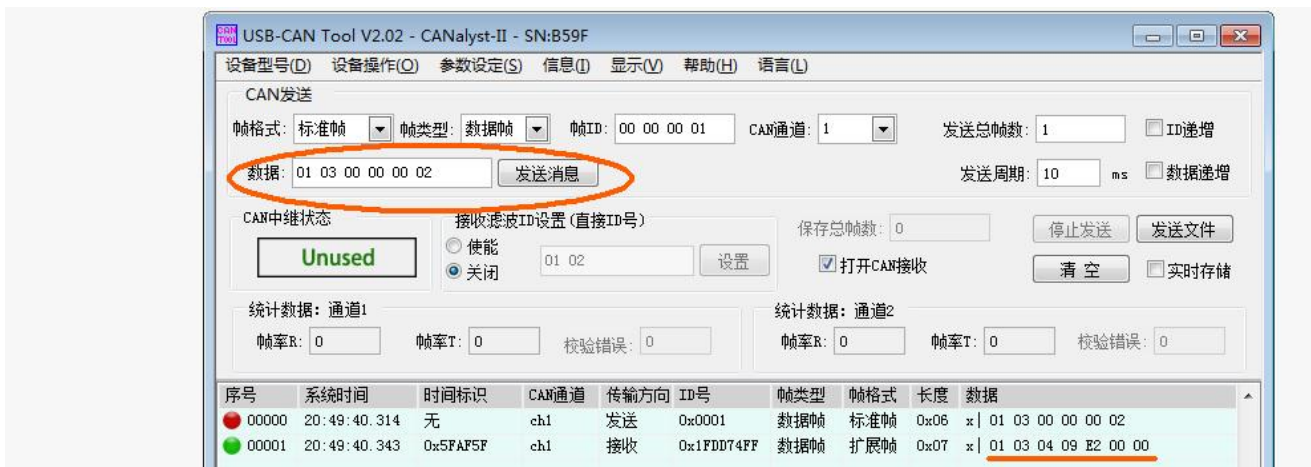 USB-CAN Tool V2.02 - CANalyst-II - SN:B59F
设备型号(D) 设备操作(O) 参数设定(S) 信息(I) 显示(V) 帮助(H) 语言(L)
CAN发送
帧格式: 标准帧 帧类型: 数据帧 帧ID: 00 00 00 01 CAN通道: 1 发送总帧数: 1 ID递增
数据: 01 03 00 00 00 02 发送消息 发送周期: 10 ms 数据递增
CAN中继状态 接收滤波ID设置(直接ID号) 保存总帧数: 0 停止发送 发送文件
Unused 使能 01 02 设置 打开CAN接收 清 空 实时存储
关闭
统计数据: 通道1 统计数据: 通道2
帧率R: 0 帧率T: 0 校验错误: 0 帧率R: 0 帧率T: 0 校验错误: 0
序号 系统时间 时间标识 CAN通道 传输方向 ID号 帧类型 帧格式 长度 数据
00000 20:49:40.314 无 ch1 发送 0x0001 数据帧 标准帧 0x06 x| 01 03 00 00 00 02
00001 20:49:40.343 0x5FAF5F ch1 接收 0x1FDD74FF 数据帧 扩展帧 0x07 x| 01 03 04 09 E2 00 00